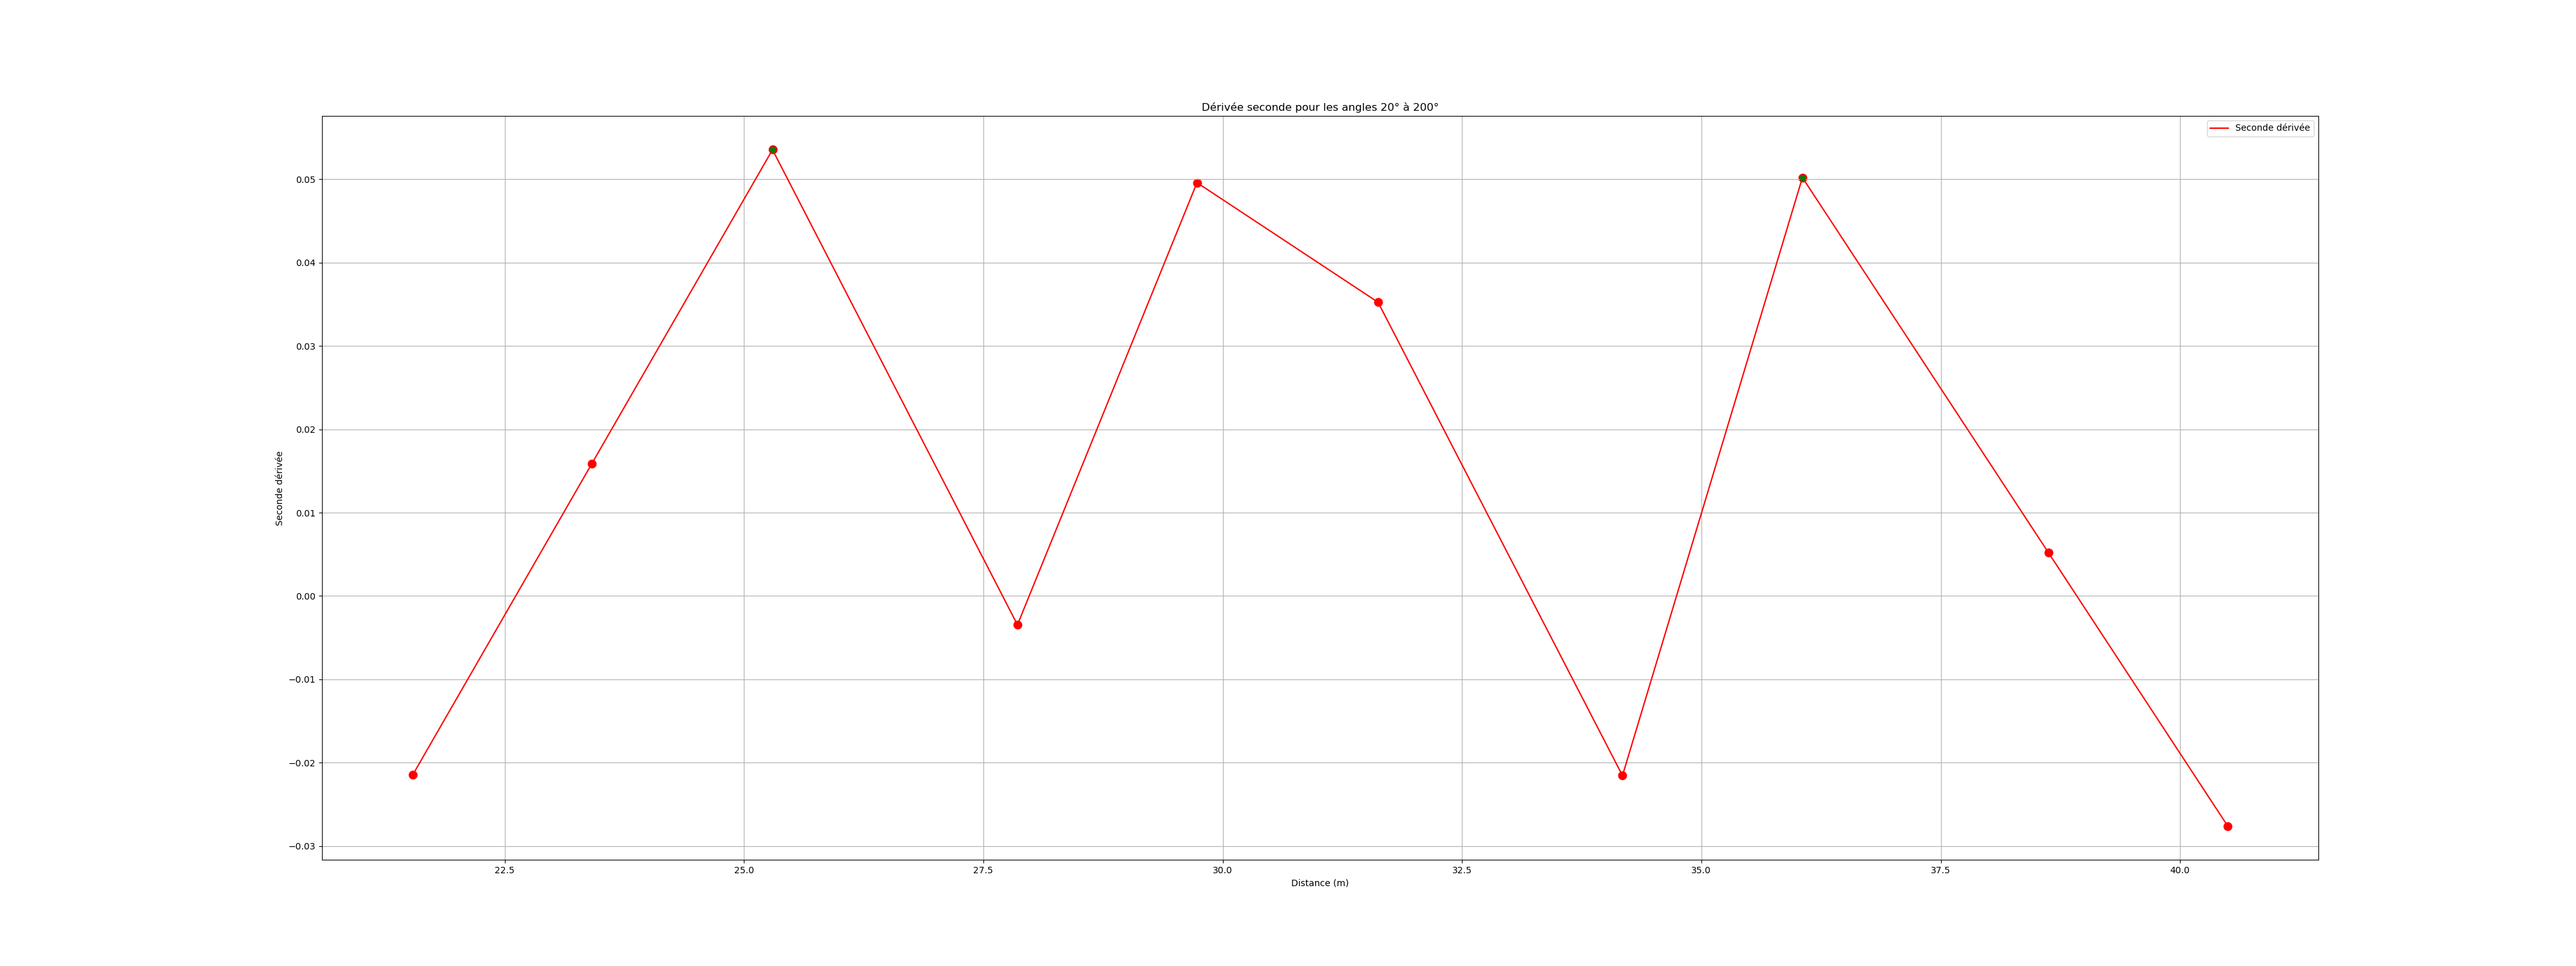 Dérivée seconde pour les angles 20° à 200°
Seconde dérivée
0.05
0.04
0.03
0.02
0.01
0.00
−0.01
−0.02
−0.03
Seconde dérivée
22.5 25.0 27.5 30.0 32.5 35.0 37.5 40.0
Distance (m)